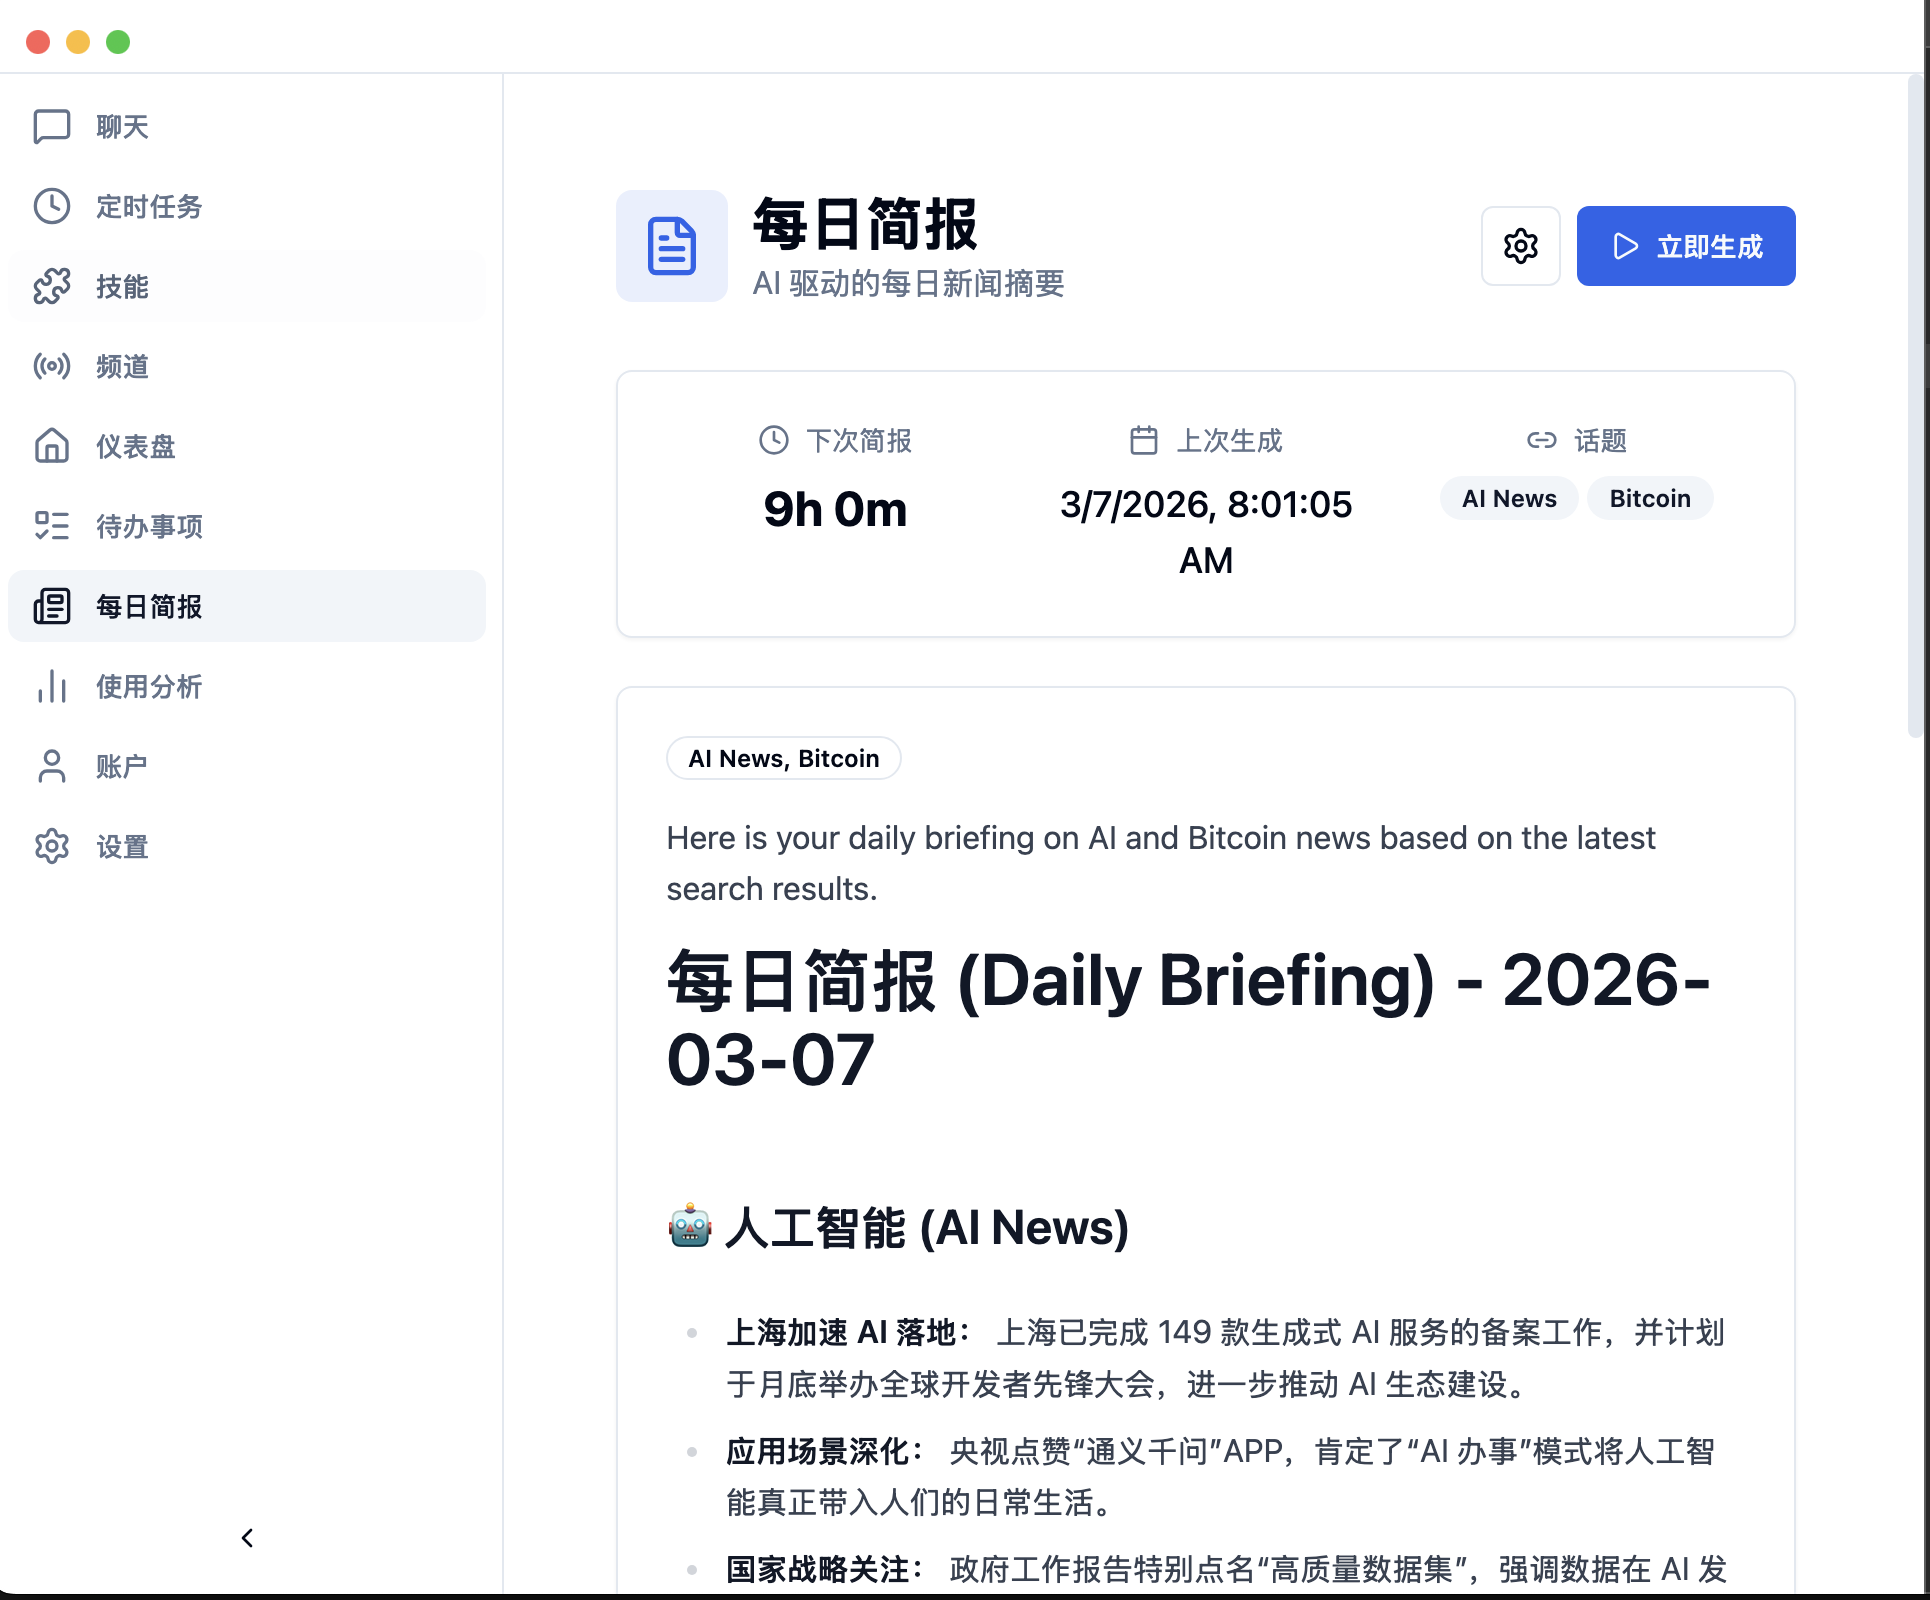 聊天
定时任务
技能
频道
仪表盘
待办事项
每日简报
使用分析
账户
设置
每日简报
AI 驱动的每日新闻摘要
立即生成
下次简报
9h 0m
上次生成
3/7/2026, 8:01:05
AM
话题
AI News
Bitcoin
AI News, Bitcoin
Here is your daily briefing on AI and Bitcoin news based on the latest
search results.
每日简报 (Daily Briefing) - 2026-
03-07
🤖 人工智能 (AI News)
上海加速 AI 落地： 上海已完成 149 款生成式 AI 服务的备案工作，并计划
于月底举办全球开发者先锋大会，进一步推动 AI 生态建设。
应用场景深化： 央视点赞“通义千问”APP，肯定了“AI 办事”模式将人工智
能真正带入人们的日常生活。
国家战略关注： 政府工作报告特别点名“高质量数据集”，强调数据在 AI 发